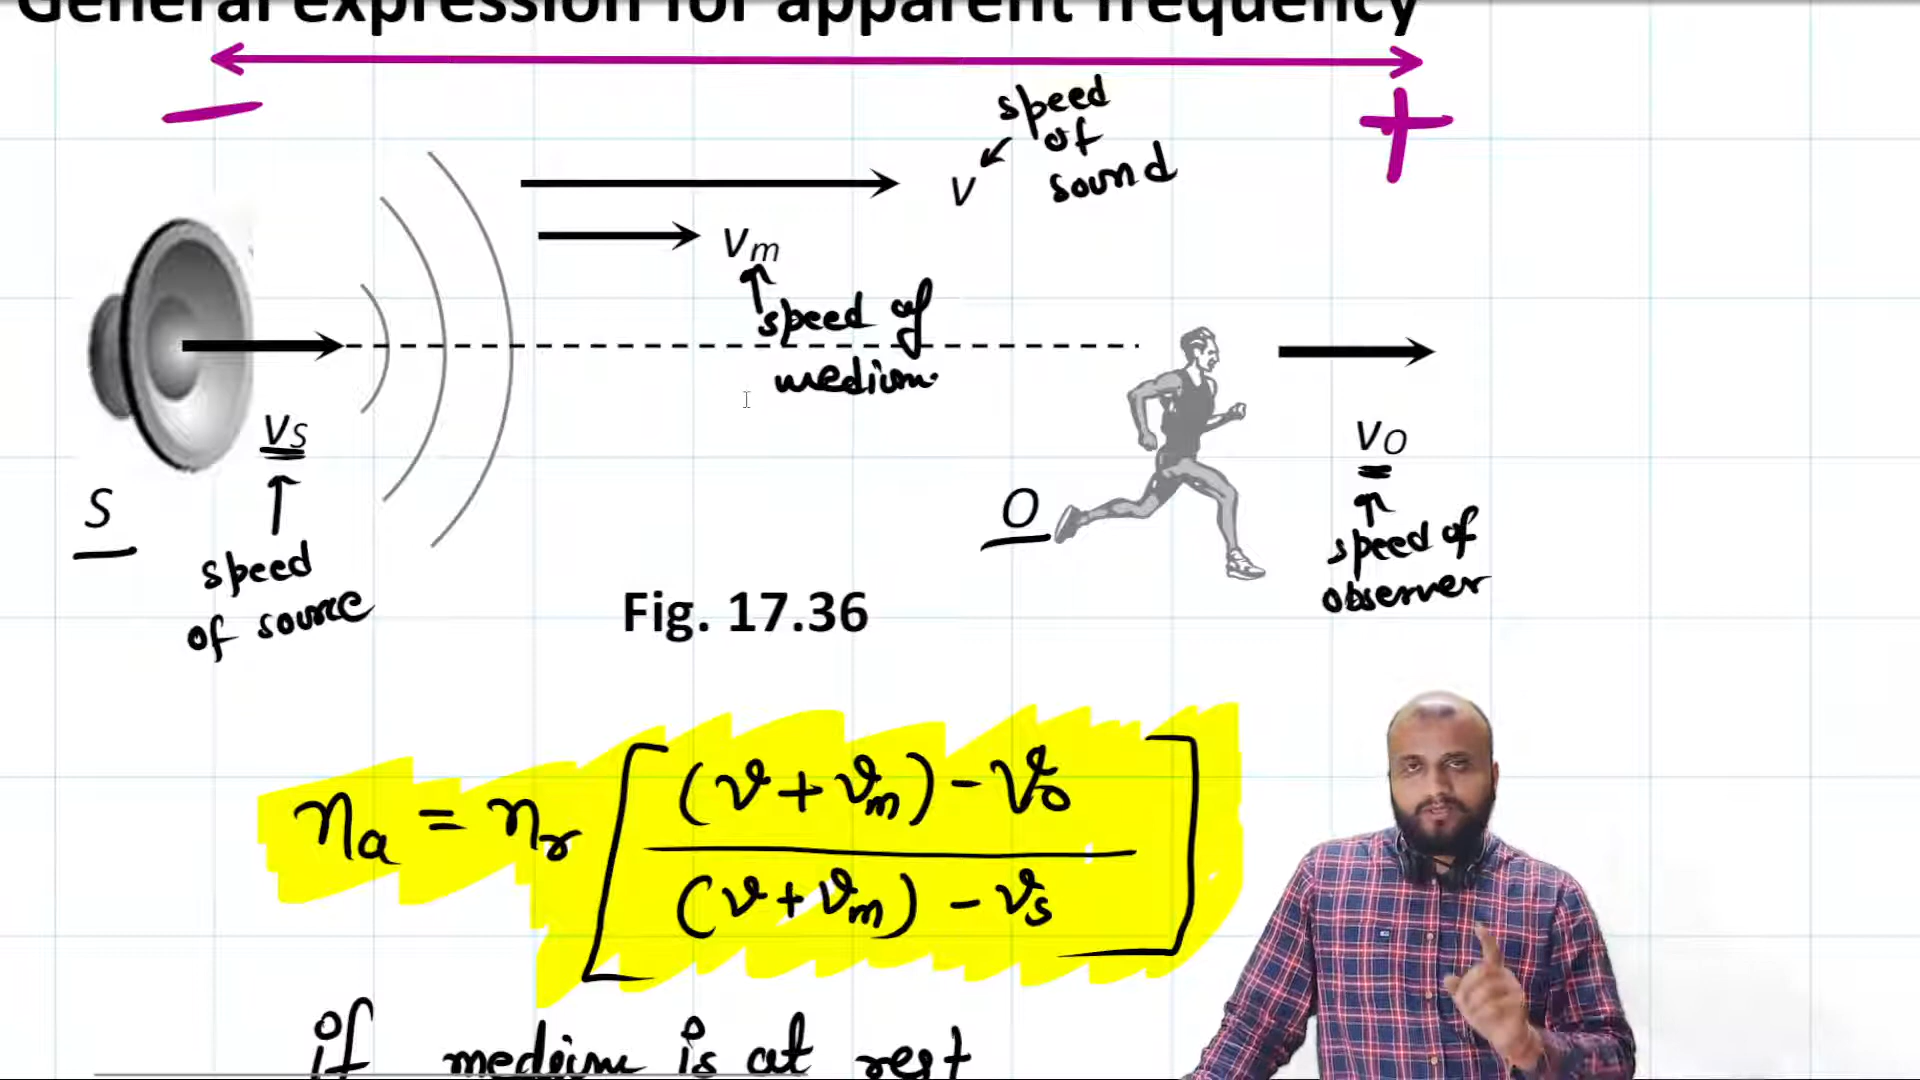 General expression for apparent frequency
− +
speed
of
sound
v
vm
speed of
medium.
vS
S
speed
of source
O
vO
speed of
observer
Fig. 17.36
na = nr [ (v + vm) - vo
(v + vm) - vs ]
if medium is at rest